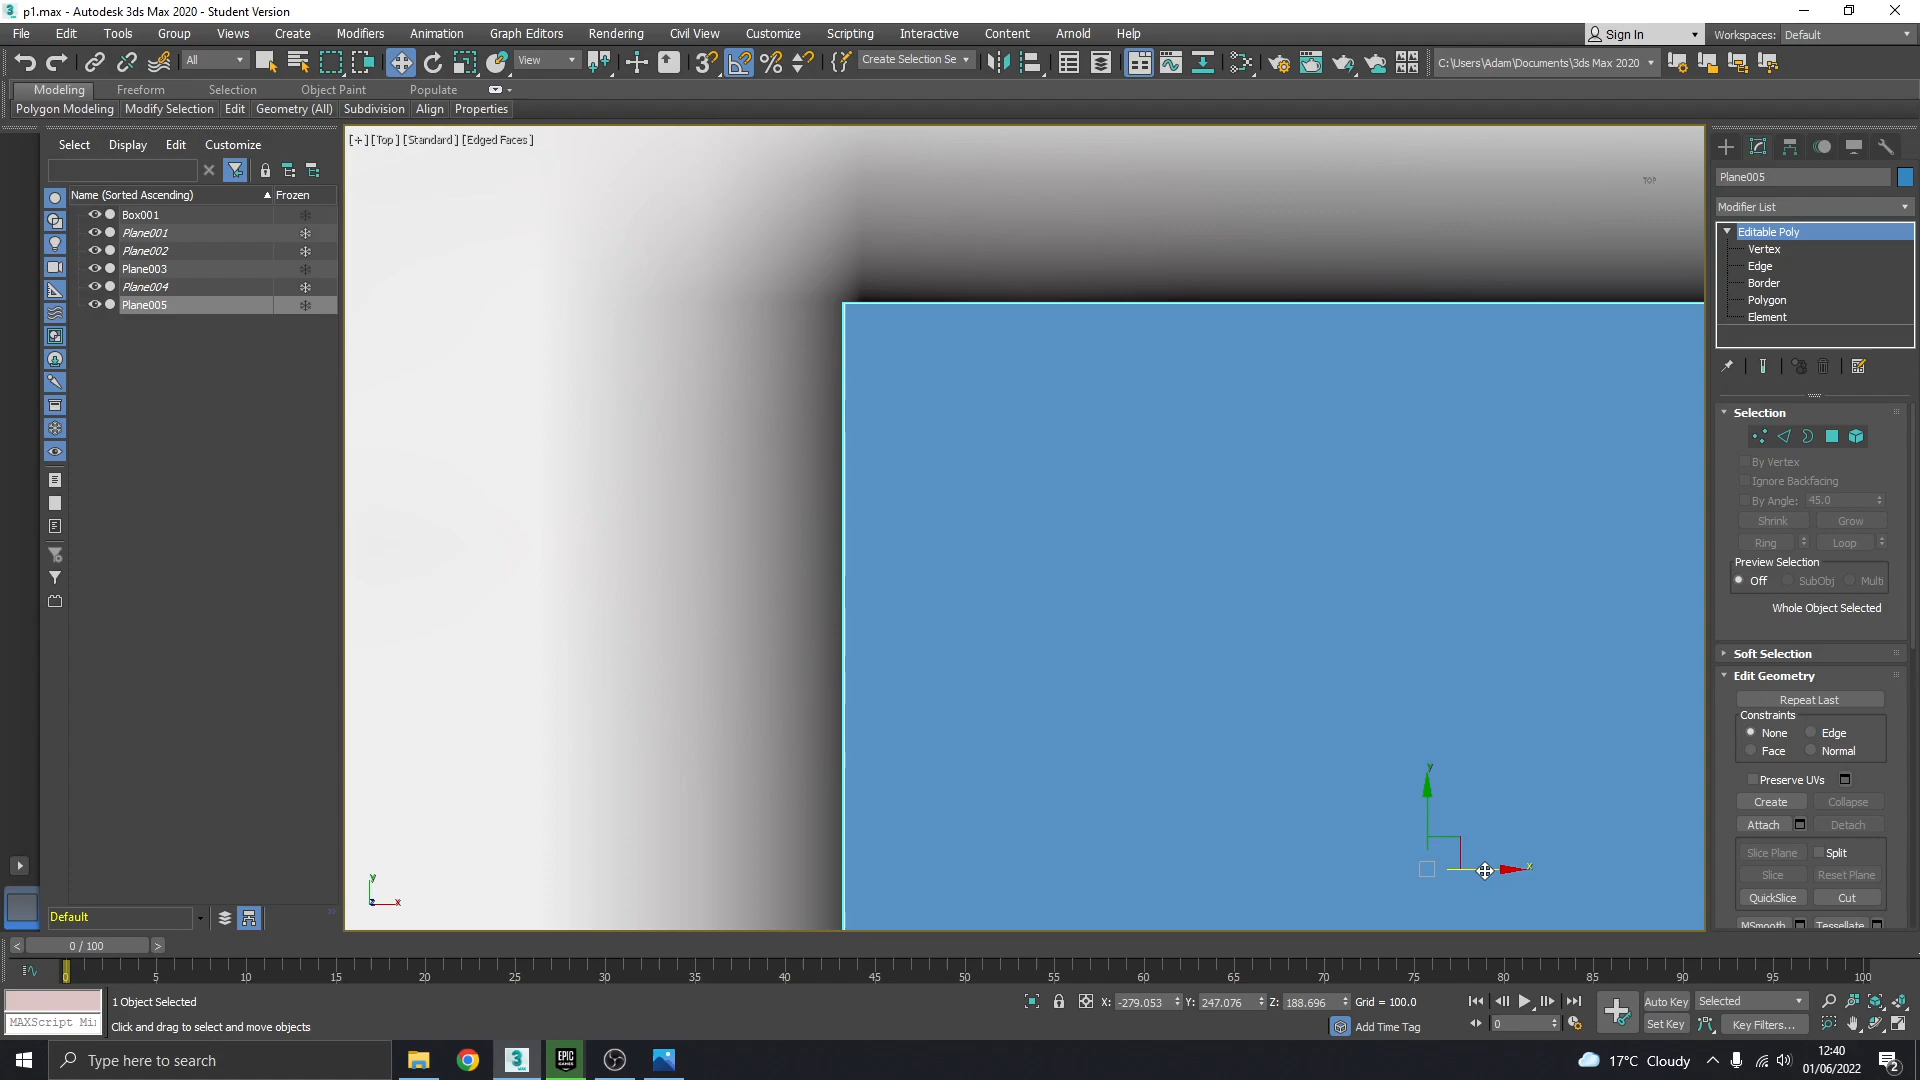 p1.max - Autodesk 3ds Max 2020 - Student Version
File Edit Tools Group Views Create Modifiers Animation Graph Editors Rendering Civil View Customize Scripting Interactive Content Arnold Help
Sign In
Workspaces: Default
All
View
Create Selection Se
C:\Users\Adam\Documents\3ds Max 2020
Modeling Freeform Selection Object Paint Populate
Polygon Modeling Modify Selection Edit Geometry (All) Subdivision Align Properties
Select Display Edit Customize
Name (Sorted Ascending) Frozen
Box001
Plane001
Plane002
Plane003
Plane004
Plane005
[+] [Top] [Standard] [Edged Faces]
TOP
y
x
y
z x
Plane005
Modifier List
Editable Poly
Vertex
Edge
Border
Polygon
Element
Selection
By Vertex
Ignore Backfacing
By Angle: 45.0
Shrink Grow
Ring Loop
Preview Selection
Off SubObj Multi
Whole Object Selected
Soft Selection
Edit Geometry
Repeat Last
Constraints
None Edge
Face Normal
Preserve UVs
Create Collapse
Attach Detach
Slice Plane Split
Slice Reset Plane
QuickSlice Cut
MSmooth Tessellate
Default
0 / 100
0 5 10 15 20 25 30 35 40 45 50 55 60 65 70 75 80 85 90 95 100
1 Object Selected
MAXScript Mi
Click and drag to select and move objects
X: -279.053 Y: 247.076 Z: 188.696 Grid = 100.0
Add Time Tag
0
Auto Key Selected
Set Key Key Filters...
Type here to search
EPIC GAMES
17°C Cloudy
12:40
01/06/2022
2